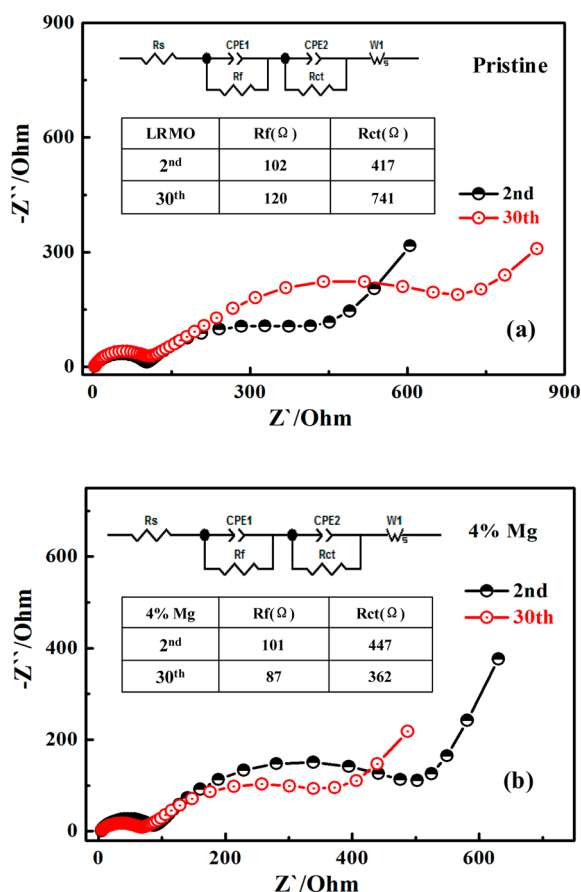 900
600
300
0
-Z``/Ohm
Rs CPE1 CPE2 W1
Rf Rct s
Pristine
LRMO Rf(Ω) Rct(Ω)
2nd 102 417
30th 120 741
2nd
30th
(a)
0 300 600 900
Z`/Ohm
600
400
200
0
-Z``/Ohm
Rs CPE1 CPE2 W1
Rf Rct s
4% Mg
4% Mg Rf(Ω) Rct(Ω)
2nd 101 447
30th 87 362
2nd
30th
(b)
0 200 400 600
Z`/Ohm